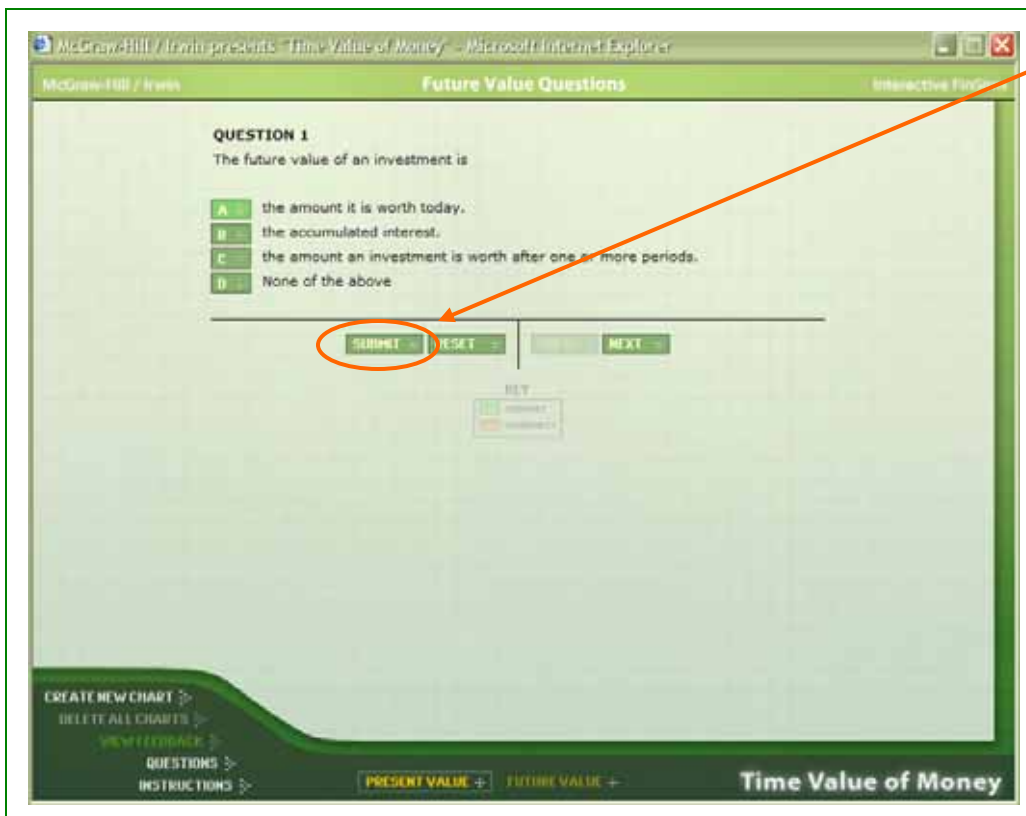 McGraw-Hill / Irwin presents "Time Value of Money" - Microsoft Internet Explorer
McGraw-Hill / Irwin
Future Value Questions
Interactive
QUESTION 1
The future value of an investment is
A the amount it is worth today.
B the accumulated interest.
C the amount an investment is worth after one or more periods.
D None of the above
SUBMIT RESET NEXT
KEY
CREATE NEW CHART
DELETE ALL CHARTS
VIEW FEEDBACK
QUESTIONS
INSTRUCTIONS
PRESENT VALUE + FUTURE VALUE +
Time Value of Money